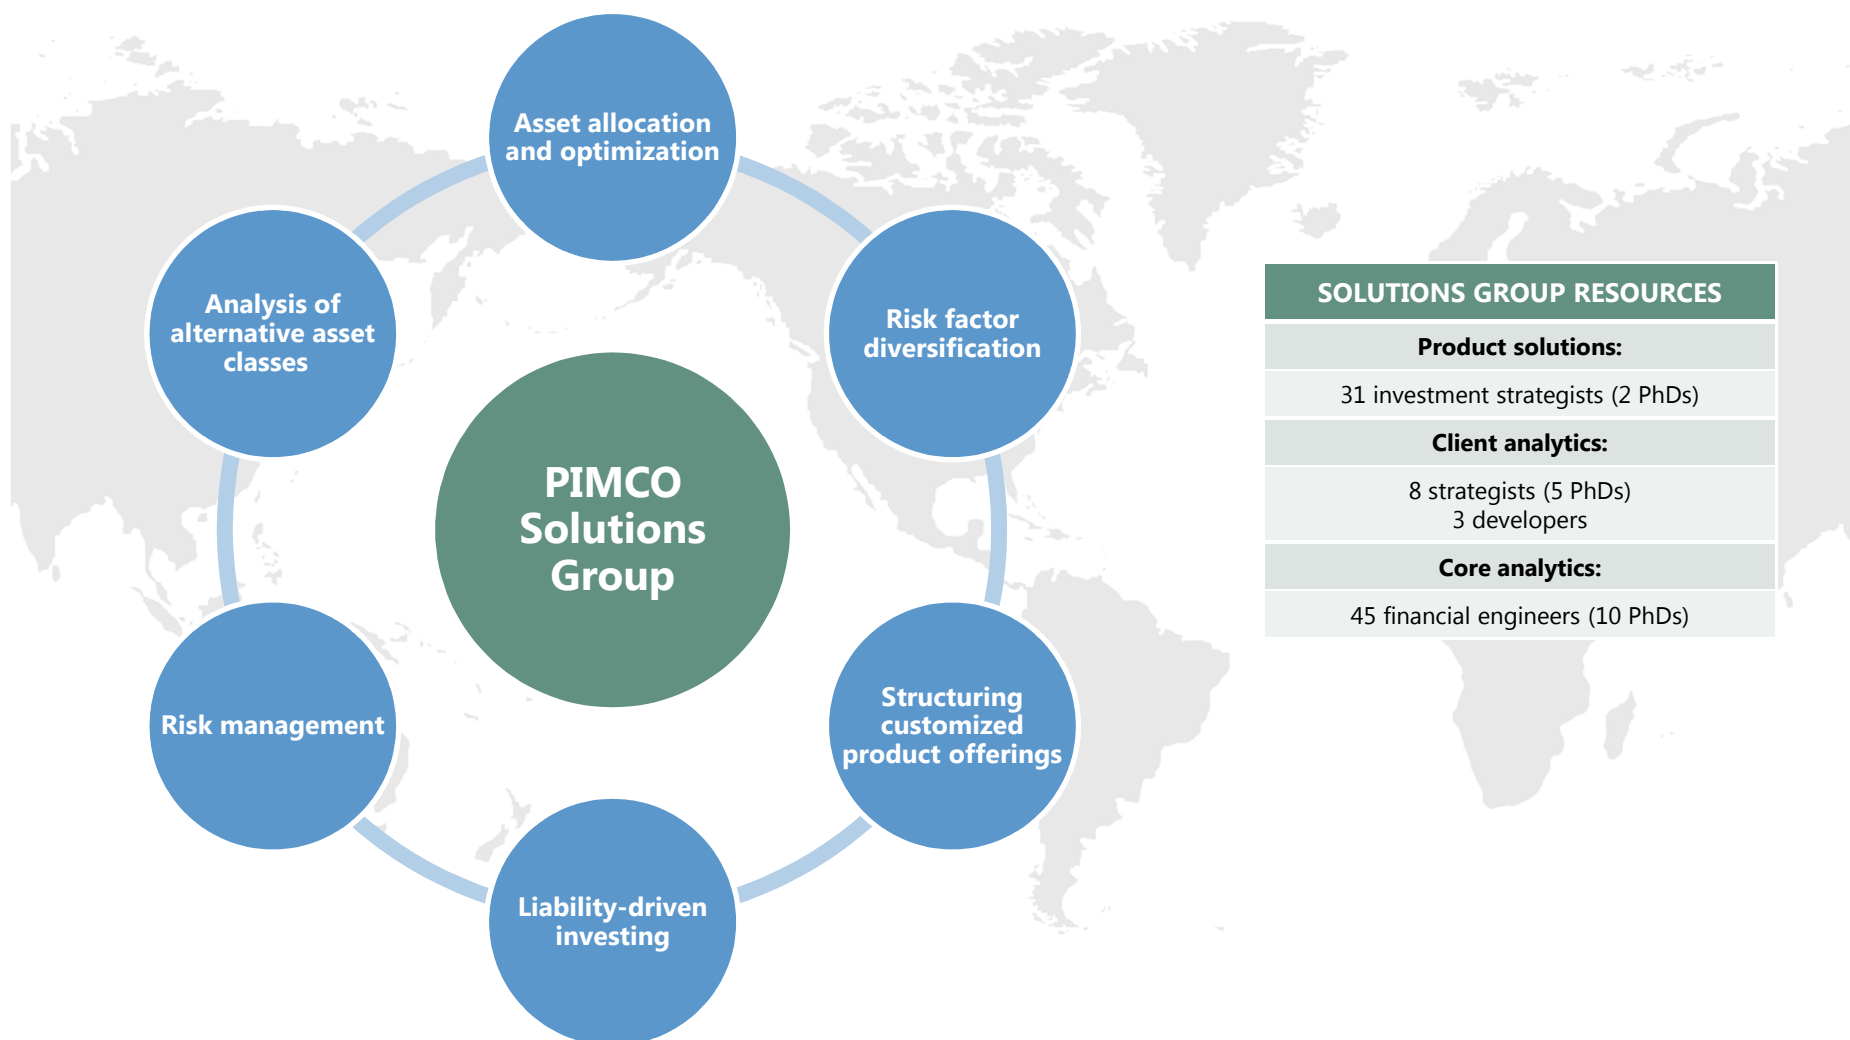 Asset allocation
and optimization
Risk factor
diversification
Structuring
customized
product offerings
Liability-driven
investing
Risk management
Analysis of
alternative asset
classes
PIMCO
Solutions
Group
SOLUTIONS GROUP RESOURCES
Product solutions:
31 investment strategists (2 PhDs)
Client analytics:
8 strategists (5 PhDs)
3 developers
Core analytics:
45 financial engineers (10 PhDs)